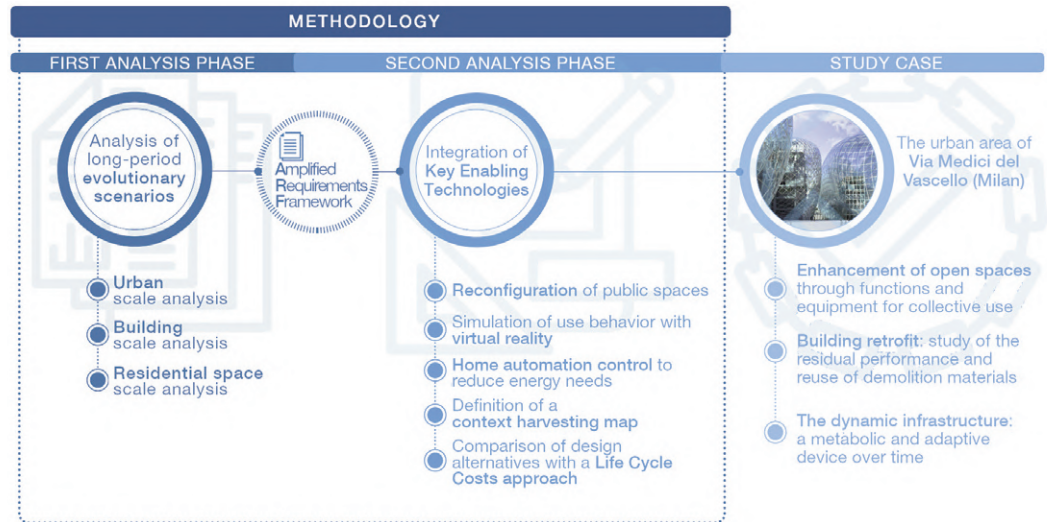 METHODOLOGY
FIRST ANALYSIS PHASE
SECOND ANALYSIS PHASE
STUDY CASE
Analysis of
long-period
evolutionary
scenarios
Amplified
Requirements
Framework
Integration of
Key Enabling
Technologies
The urban area of
Via Medici del
Vascello (Milan)
Urban
scale analysis
Building
scale analysis
Residential space
scale analysis
Reconfiguration of public spaces
Simulation of use behavior with
virtual reality
Home automation control to
reduce energy needs
Definition of a
context harvesting map
Comparison of design
alternatives with a Life Cycle
Costs approach
Enhancement of open spaces
through functions and
equipment for collective use
Building retrofit: study of the
residual performance and
reuse of demolition materials
The dynamic infrastructure:
a metabolic and adaptive
device over time